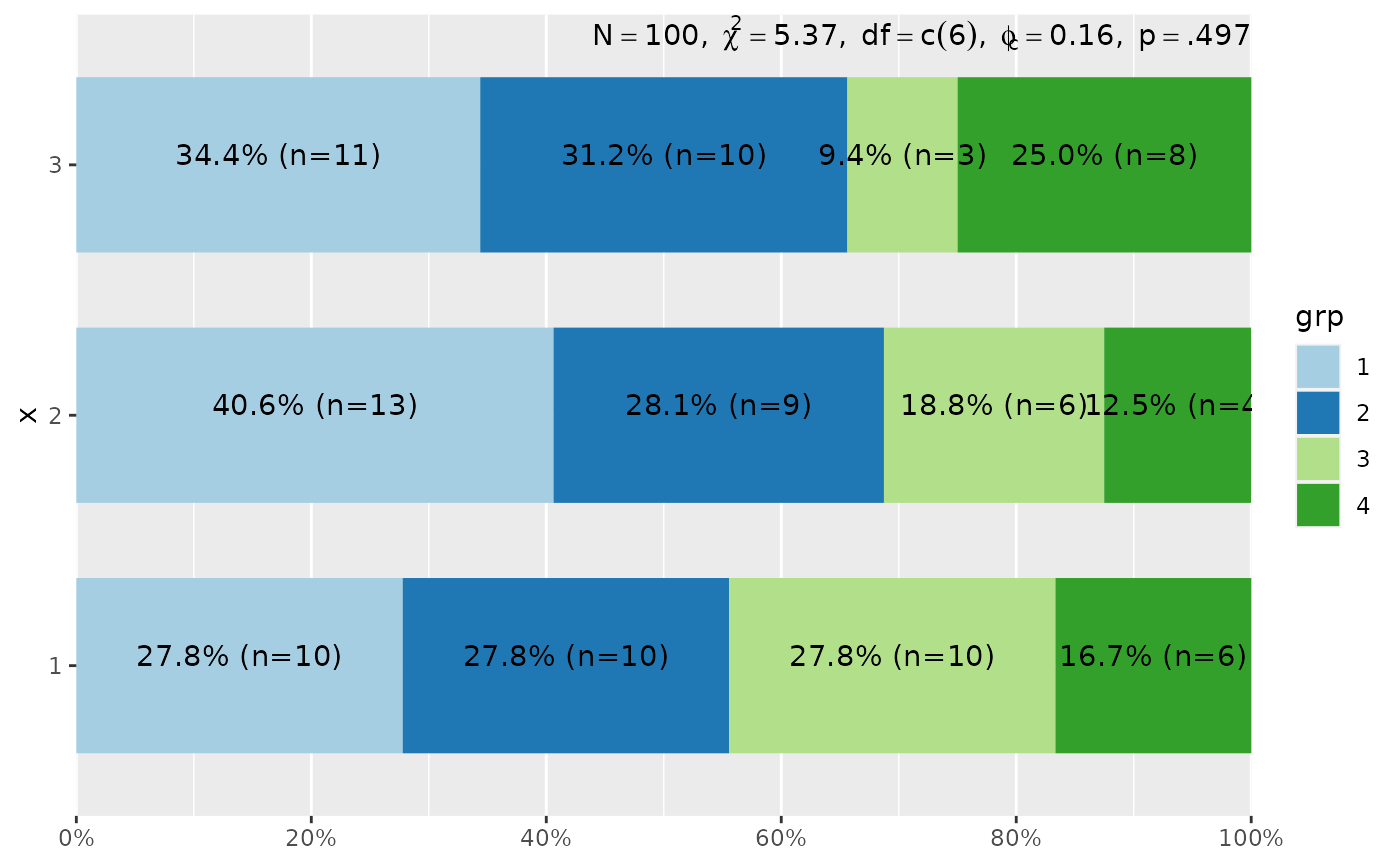 N = 100, χ² = 5.37, df = c(6), ϕc = 0.16, p = .497
3
34.4% (n=11) 31.2% (n=10) 9.4% (n=3) 25.0% (n=8)
grp
1
2
3
4
x
2
40.6% (n=13) 28.1% (n=9) 18.8% (n=6) 12.5% (n=4
1
27.8% (n=10) 27.8% (n=10) 27.8% (n=10) 16.7% (n=6)
0% 20% 40% 60% 80% 100%